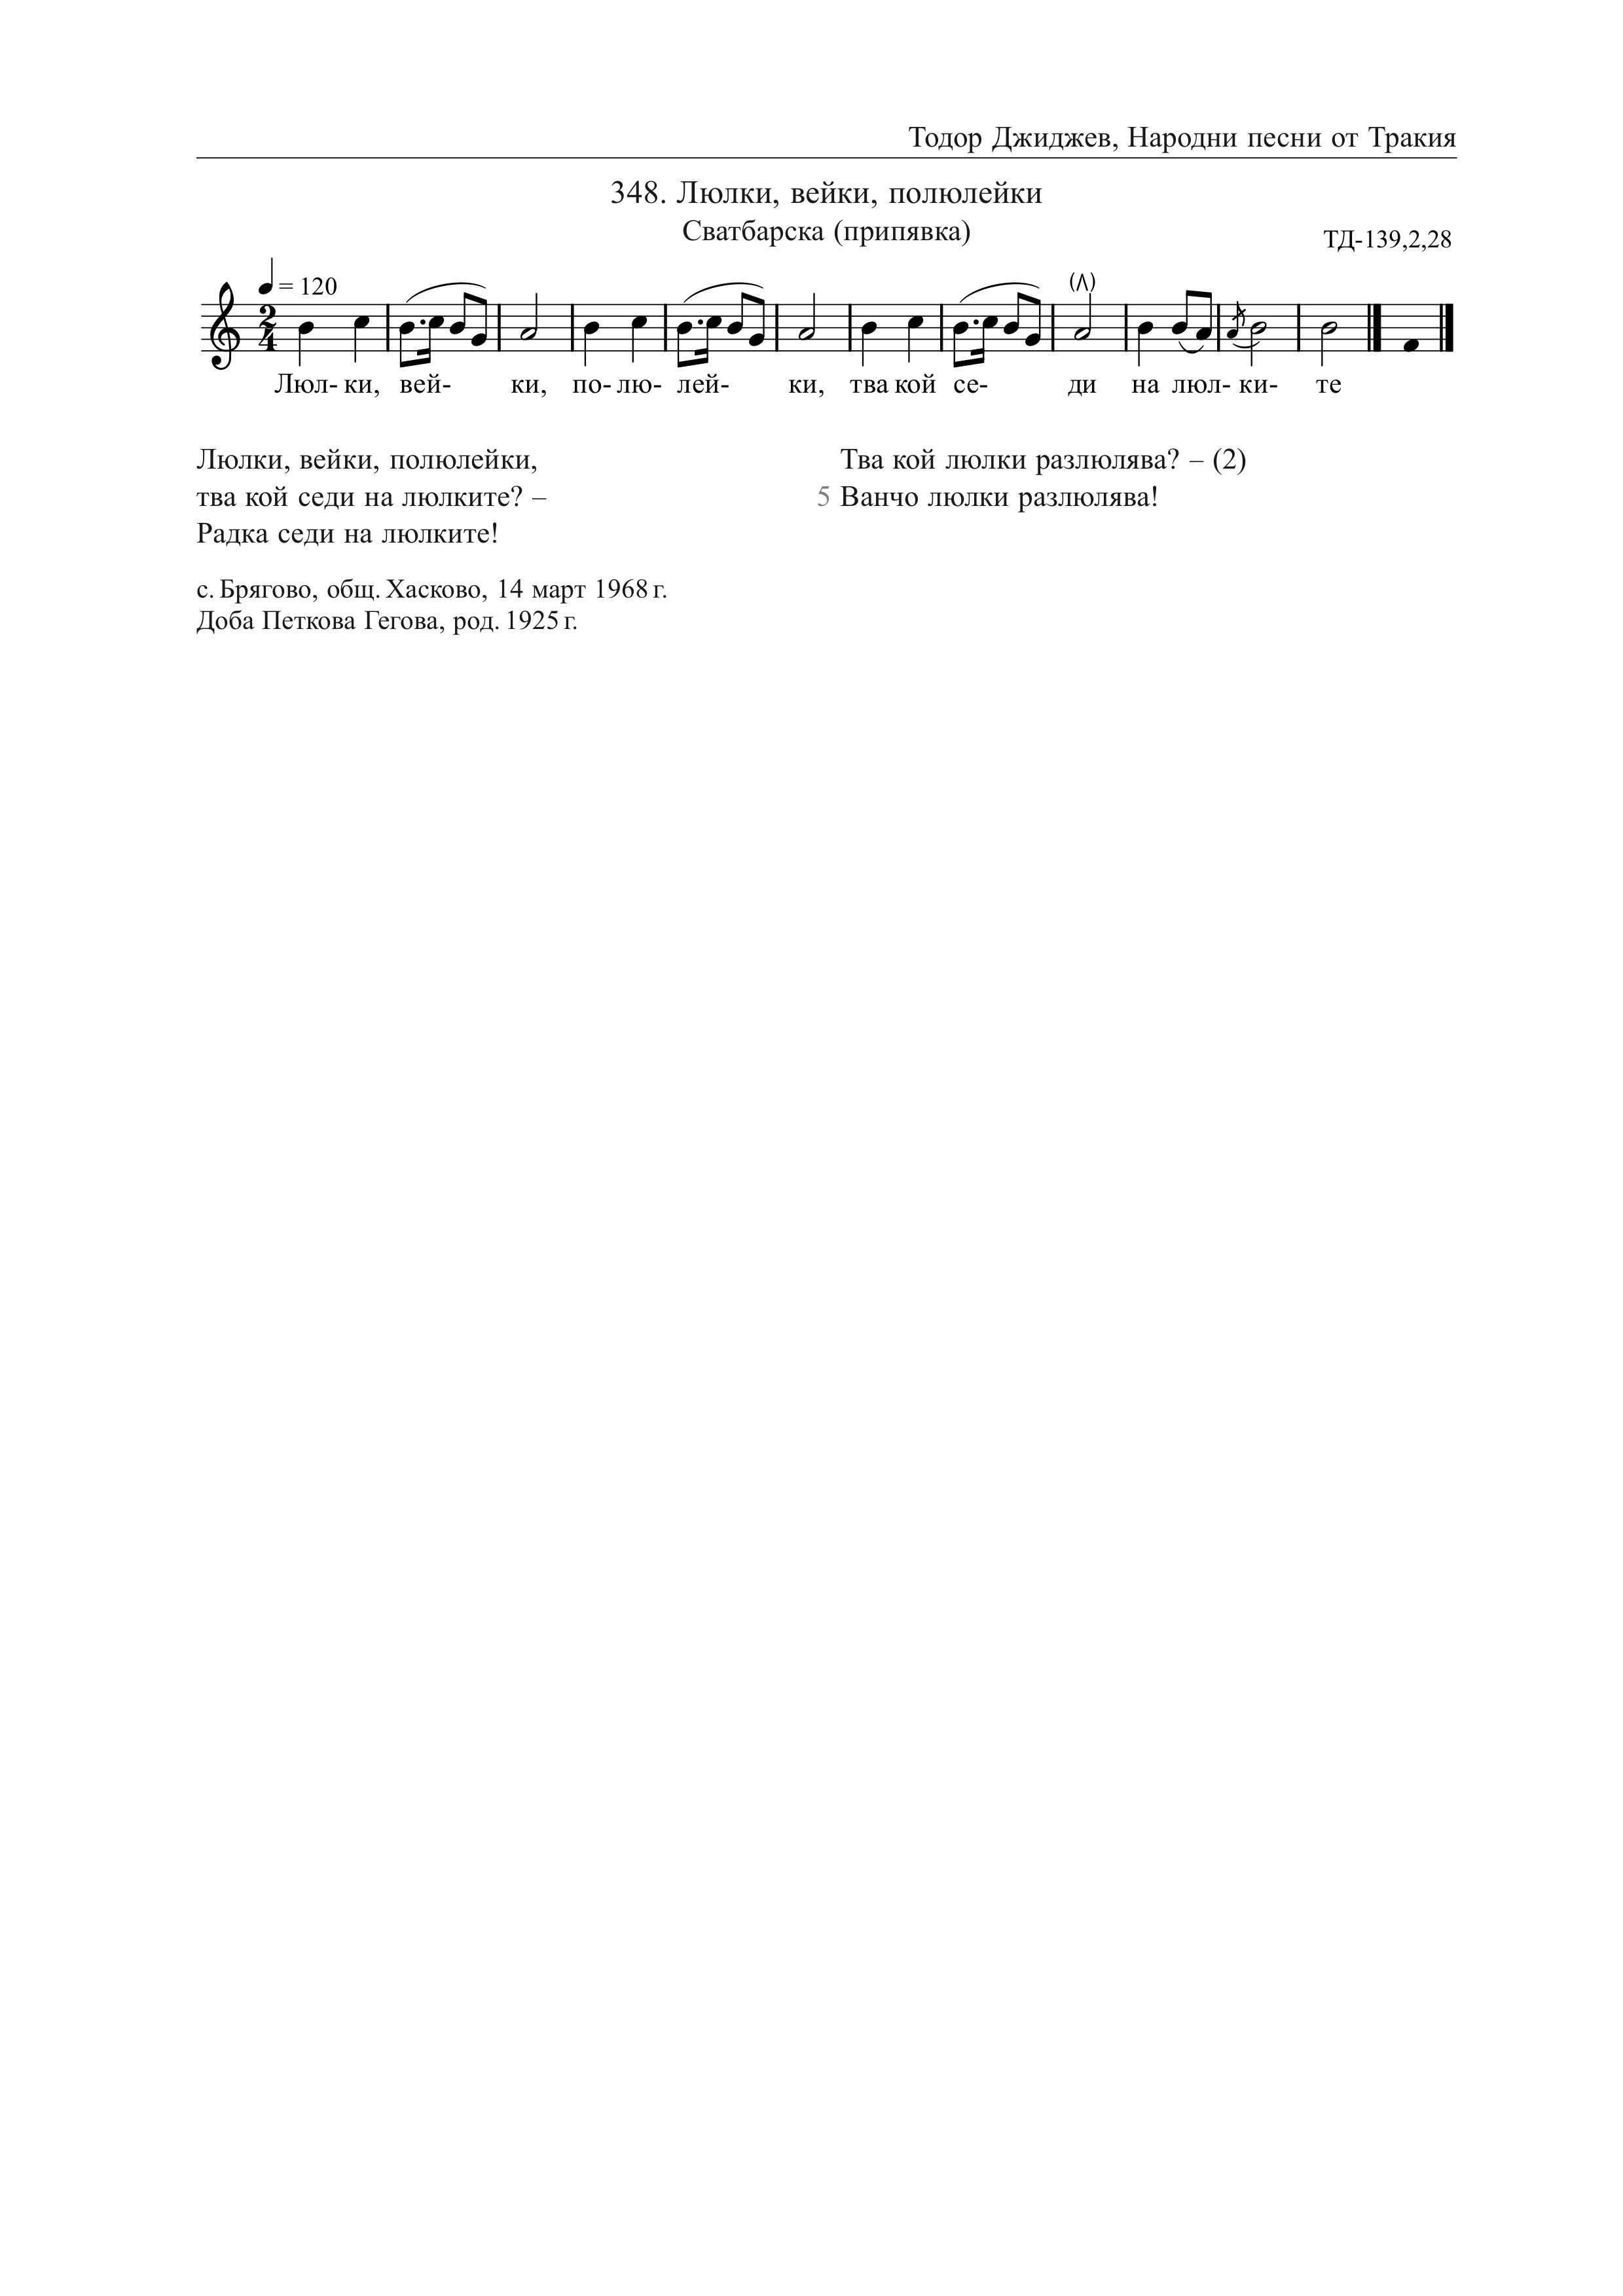 Тодор Джиджев, Народни песни от Тракия
348. Люлки, вейки, полюлейки
Сватбарска (припявка)
ТД-139,2,28
= 120
Люл- ки, вей- ки, по- лю- лей- ки, тва кой се- ди на люл- ки- те
Люлки, вейки, полюлейки,
тва кой седи на люлките? –
Радка седи на люлките!
Тва кой люлки разлюлява? – (2)
5 Ванчо люлки разлюлява!
с. Брягово, общ. Хасково, 14 март 1968 г.
Доба Петкова Гегова, род. 1925 г.